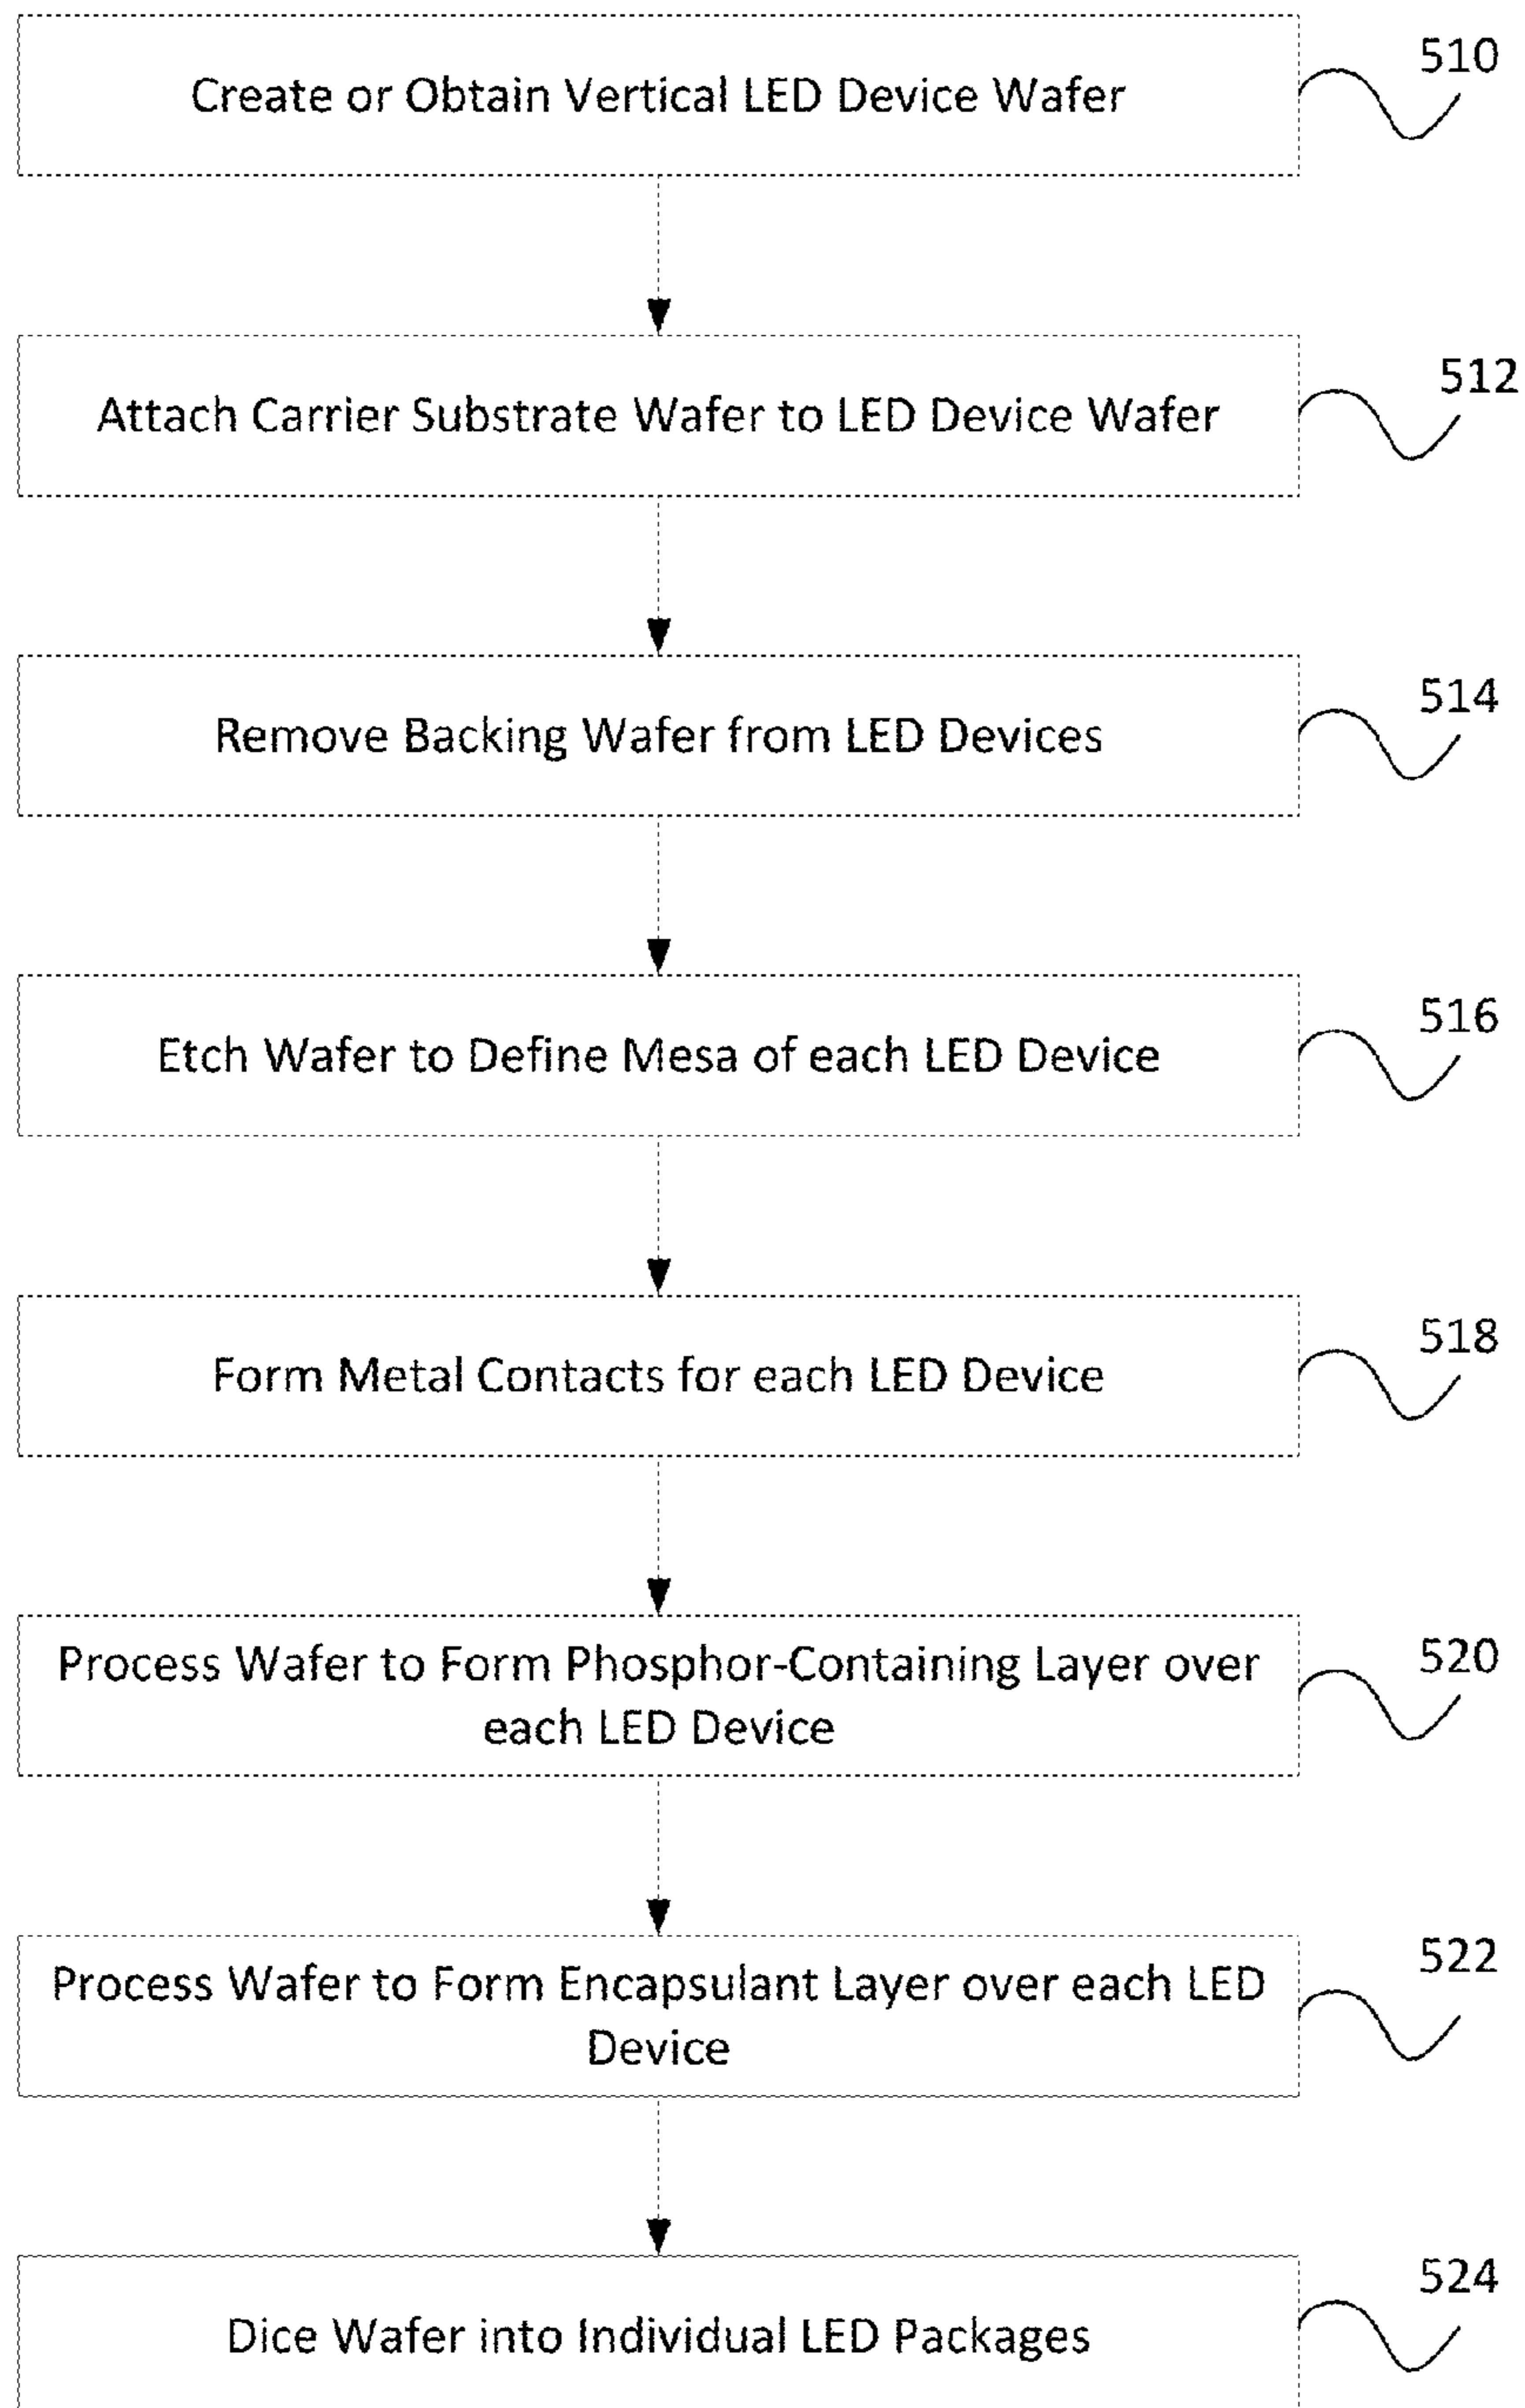 Create or Obtain Vertical LED Device Wafer
510
Attach Carrier Substrate Wafer to LED Device Wafer
512
Remove Backing Wafer from LED Devices
514
Etch Wafer to Define Mesa of each LED Device
516
Form Metal Contacts for each LED Device
518
Process Wafer to Form Phosphor-Containing Layer over
each LED Device
520
Process Wafer to Form Encapsulant Layer over each LED
Device
522
Dice Wafer into Individual LED Packages
524